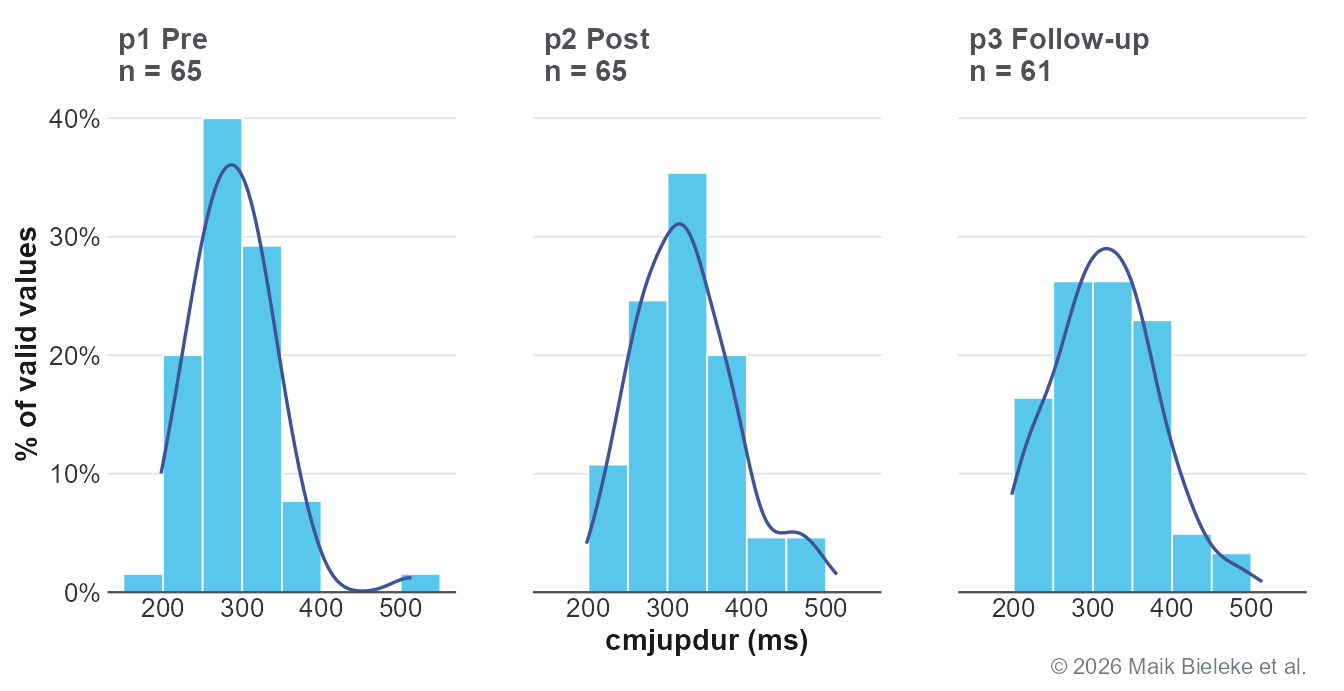 p1 Pre
n = 65
p2 Post
n = 65
p3 Follow-up
n = 61
% of valid values
40%
30%
20%
10%
0%
200 300 400 500
200 300 400 500
200 300 400 500
cmjupdur (ms)
© 2026 Maik Bieleke et al.